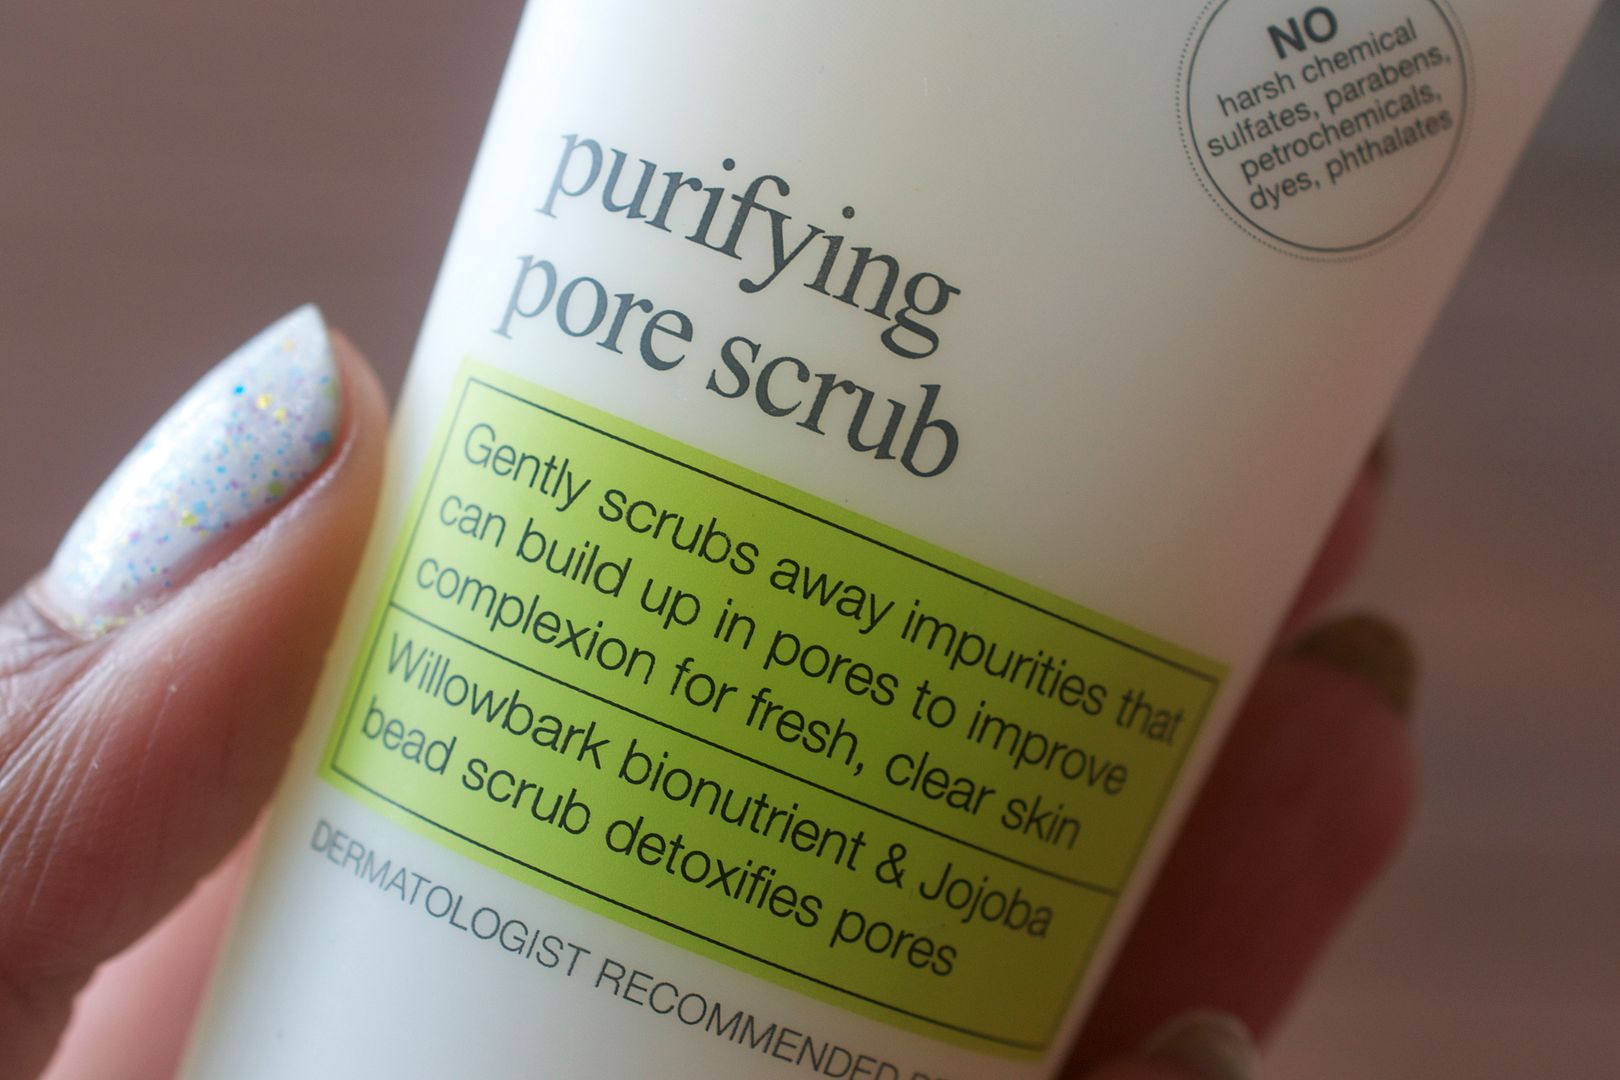 NO
harsh chemical
sulfates, parabens,
petrochemicals,
dyes, phthalates
purifying
pore scrub
Gently scrubs away impurities that
can build up in pores to improve
complexion for fresh, clear skin
Willowbark bionutrient & Jojoba
bead scrub detoxifies pores
DERMATOLOGIST RECOMMENDED